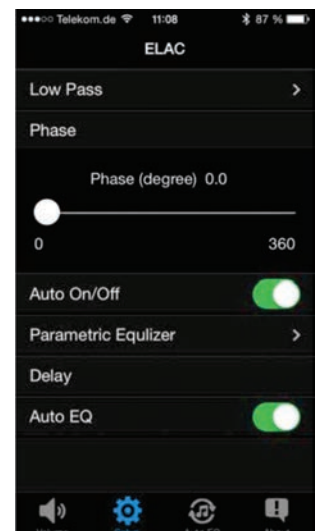 Telekom.de 11:08 87 %
ELAC
Low Pass
Phase
Phase (degree) 0.0
0 360
Auto On/Off
Parametric Equlizer
Delay
Auto EQ